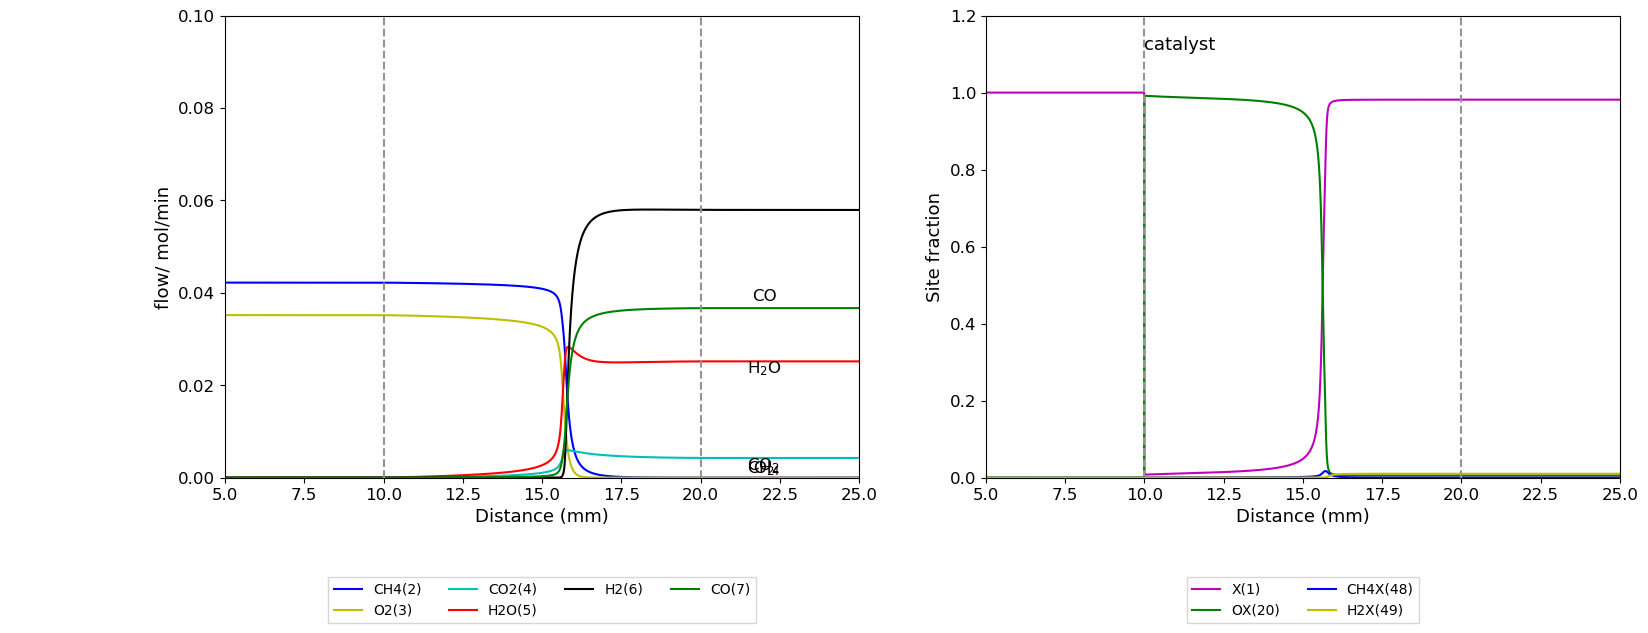 0.10
0.08
0.06
0.04
0.02
0.00
flow/ mol/min
CO
H₂O
5.0 7.5 10.0 12.5 15.0 17.5 20.0 22.5 25.0
Distance (mm)
CH4(2) CO2(4) H2(6) CO(7)
O2(3) H2O(5)
1.2
1.0
0.8
0.6
0.4
0.2
0.0
Site fraction
catalyst
5.0 7.5 10.0 12.5 15.0 17.5 20.0 22.5 25.0
Distance (mm)
X(1) CH4X(48)
OX(20) H2X(49)